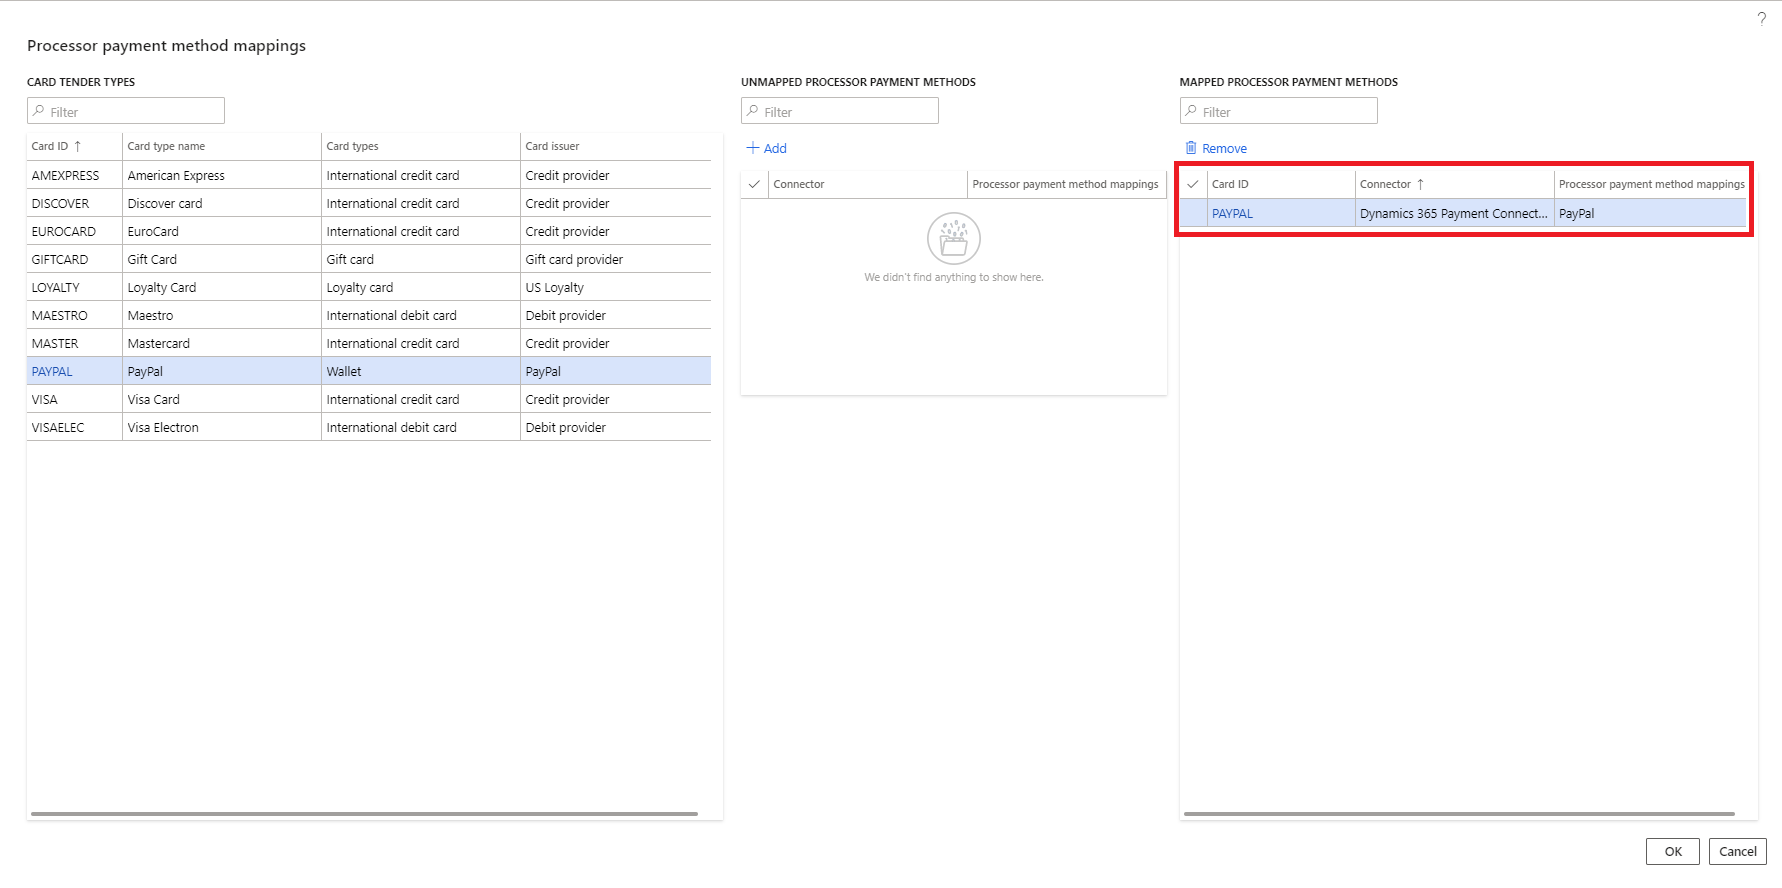 ?
Processor payment method mappings
CARD TENDER TYPES
Filter
Card ID ↑ Card type name Card types Card issuer
AMEXPRESS American Express International credit card Credit provider
DISCOVER Discover card International credit card Credit provider
EUROCARD EuroCard International credit card Credit provider
GIFTCARD Gift Card Gift card Gift card provider
LOYALTY Loyalty Card Loyalty card US Loyalty
MAESTRO Maestro International debit card Debit provider
MASTER Mastercard International credit card Credit provider
PAYPAL PayPal Wallet PayPal
VISA Visa Card International credit card Credit provider
VISAELEC Visa Electron International debit card Debit provider
UNMAPPED PROCESSOR PAYMENT METHODS
Filter
+ Add
Connector Processor payment method mappings
We didn't find anything to show here.
MAPPED PROCESSOR PAYMENT METHODS
Filter
Remove
Card ID Connector ↑ Processor payment method mappings
PAYPAL Dynamics 365 Payment Connect... PayPal
OK Cancel